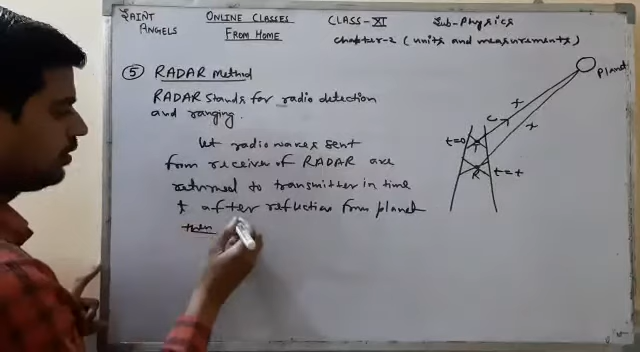 SAINT ANGELS
ONLINE CLASSES FROM HOME
CLASS-XI
Sub-Physics
Chapter-2 (units and measurements)
⑤ RADAR Method
RADAR stands for radio detection
and ranging.
Let radio waves sent
from receiver of RADAR are
returned to transmitter in time
t after reflection from planet
then
Planet
x
c
x
t=0
T
R
t=t